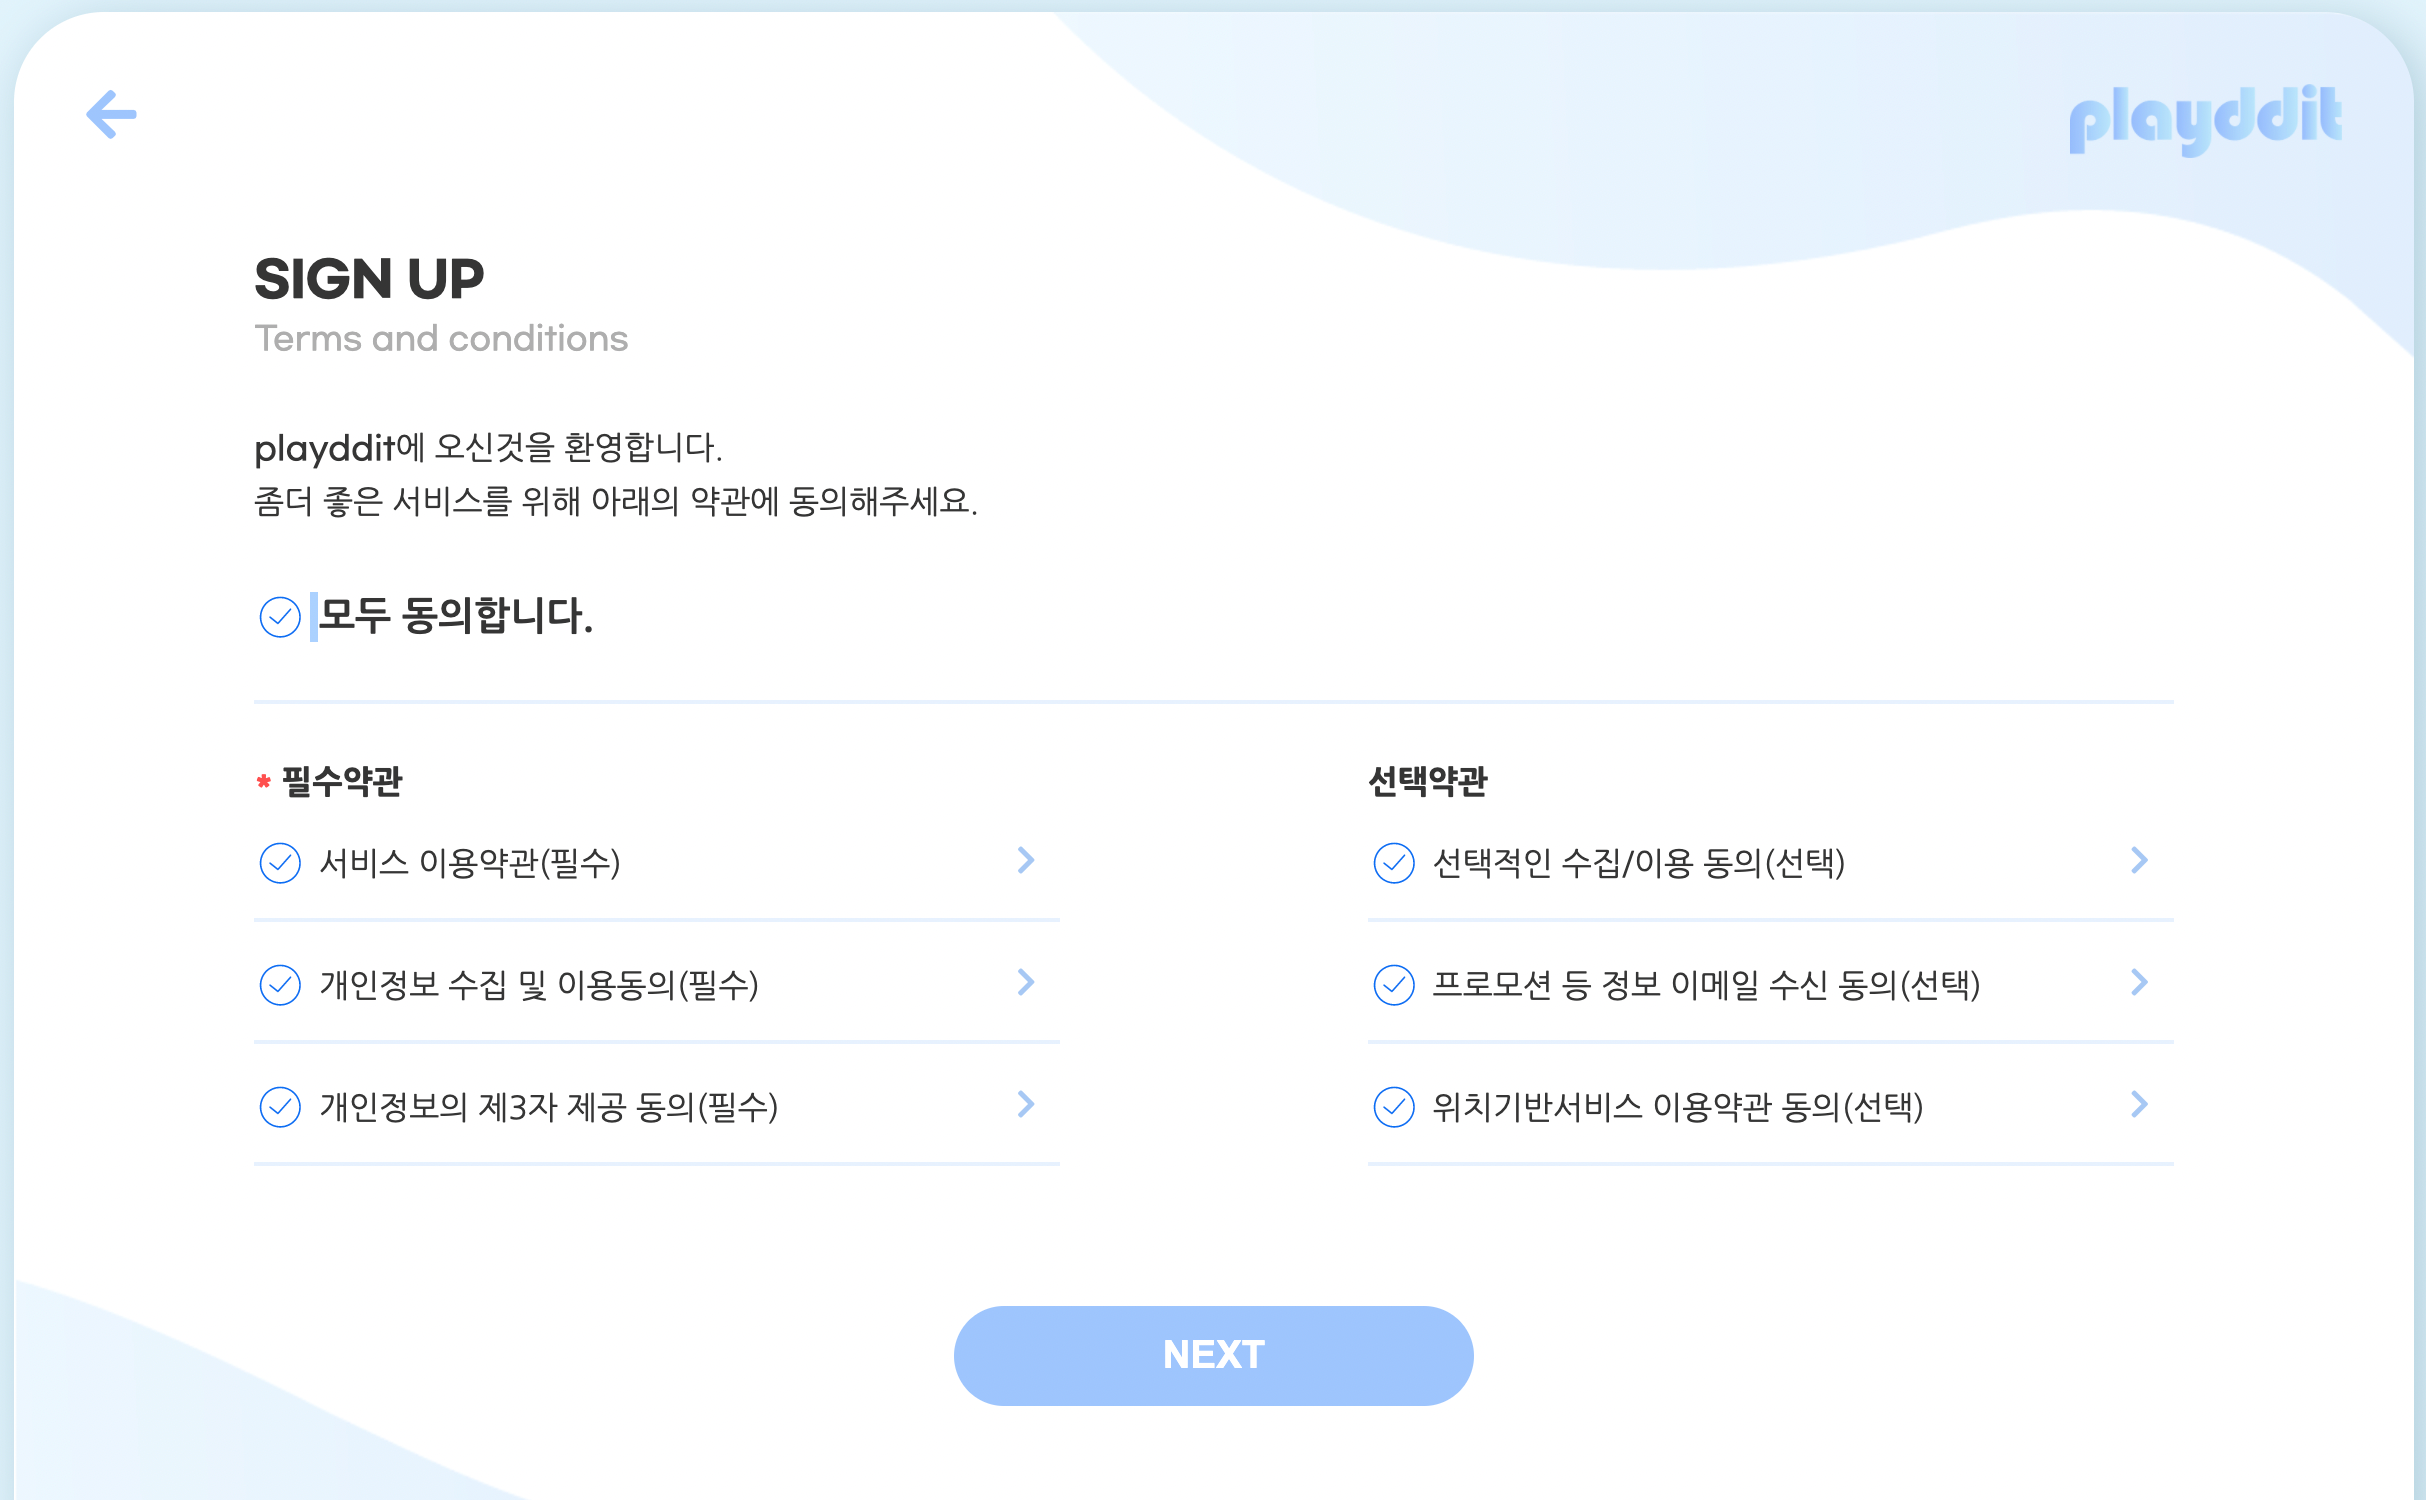 playddit
SIGN UP
Terms and conditions
playddit에 오신것을 환영합니다.
좀더 좋은 서비스를 위해 아래의 약관에 동의해주세요.
모두 동의합니다.
* 필수약관
서비스 이용약관(필수)
개인정보 수집 및 이용동의(필수)
개인정보의 제3자 제공 동의(필수)
선택약관
선택적인 수집/이용 동의(선택)
프로모션 등 정보 이메일 수신 동의(선택)
위치기반서비스 이용약관 동의(선택)
NEXT